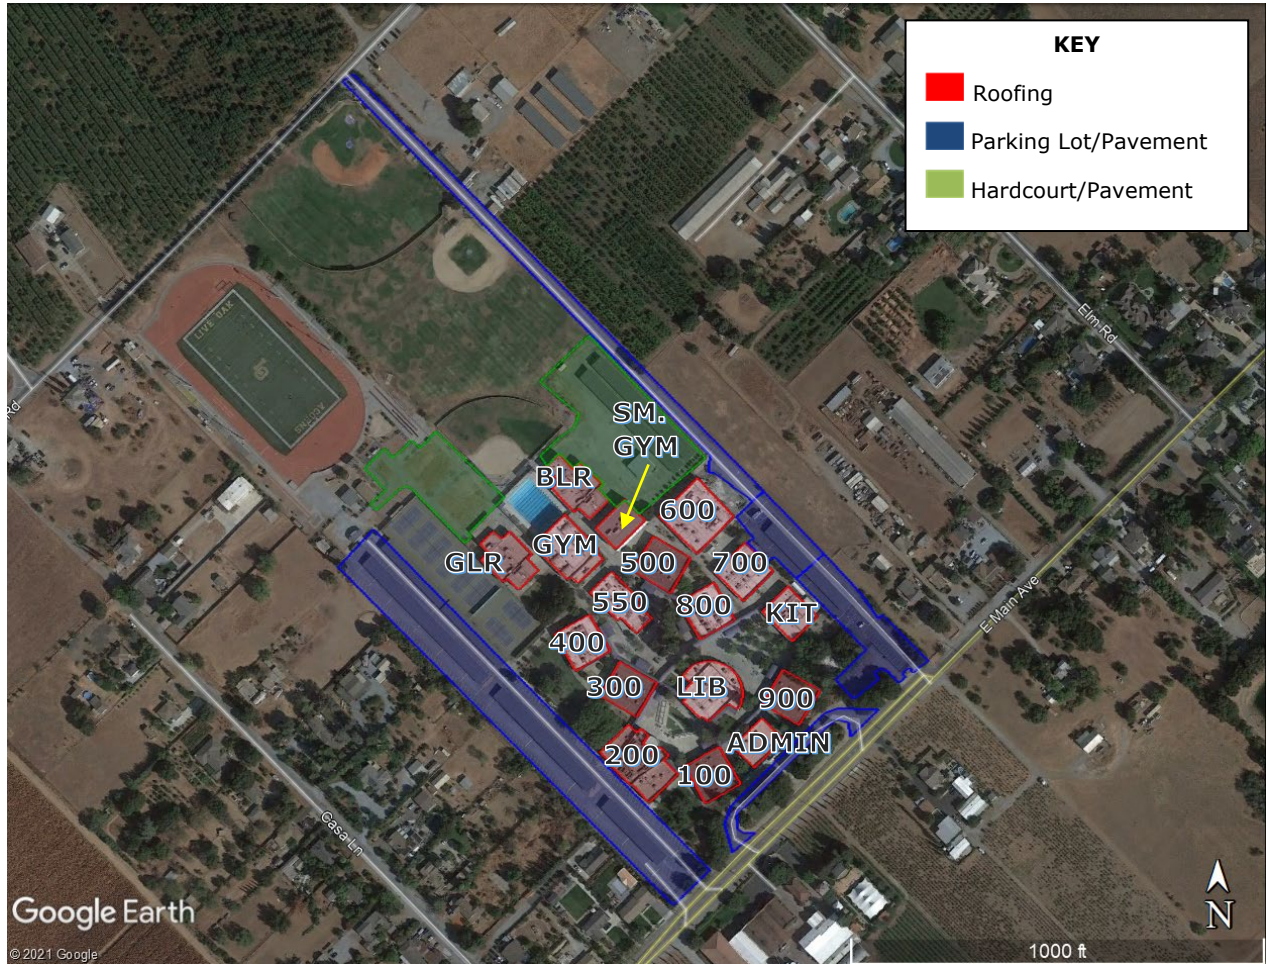 KEY
Roofing
Parking Lot/Pavement
Hardcourt/Pavement
LIVE OAK
Elm Rd
Rd
SM.
GYM
BLR
600
GLR
GYM
500
700
550
800
KIT
400
E Main Ave
300
LIB
900
200
ADMIN
100
Casa Ln
Google Earth
N
© 2021 Google
1000 ft